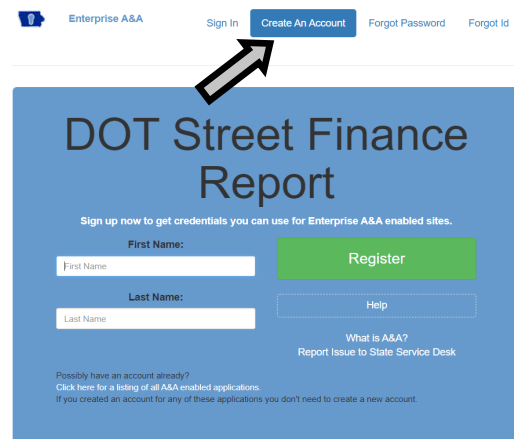 Enterprise A&A
Sign In
Create An Account
Forgot Password
Forgot Id
DOT Street Finance
Report
Sign up now to get credentials you can use for Enterprise A&A enabled sites.
First Name:
First Name
Register
Last Name:
Last Name
Help
What is A&A?
Report Issue to State Service Desk
Possibly have an account already?
Click here for a listing of all A&A enabled applications.
If you created an account for any of these applications you don't need to create a new account.